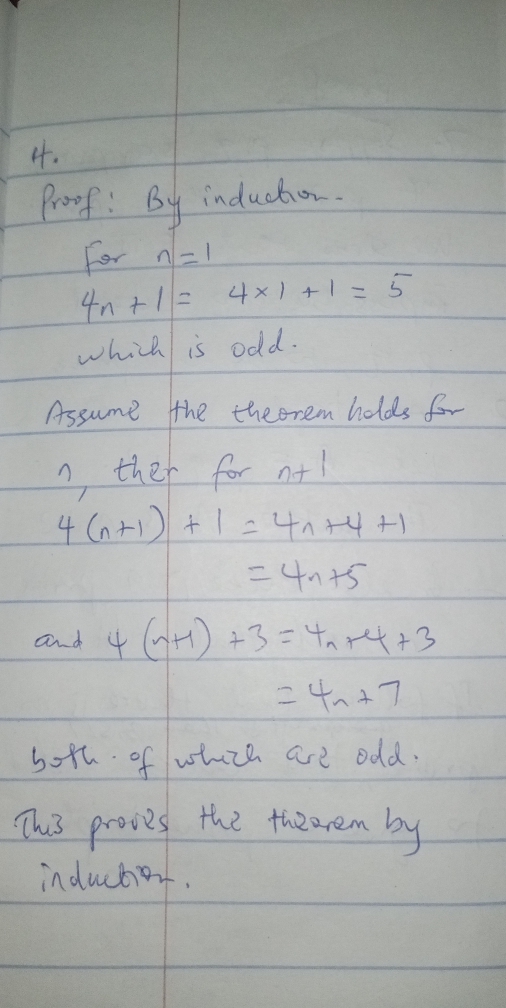 4.
Proof: By induction.
For n=1
4n+1 = 4×1+1 = 5
which is odd.
Assume the theorem holds for
n, then for n+1
4(n+1)+1 = 4n+4+1
= 4n+5
and 4(n+1)+3 = 4n+4+3
= 4n+7
both of which are odd.
This proves the theorem by
induction.